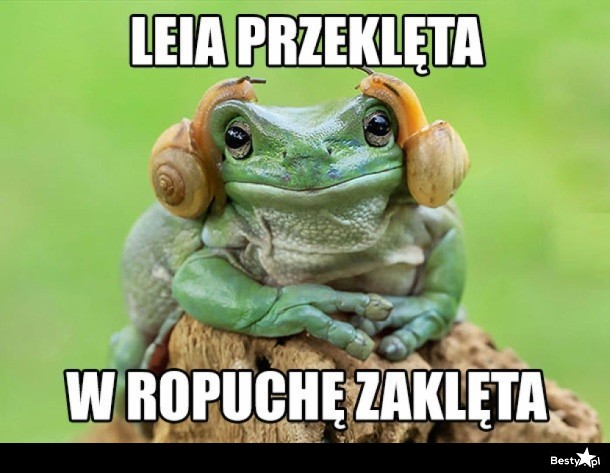 LEIA PRZEKLĘTA
W ROPUCHĘ ZAKLĘTA
Besty.pl